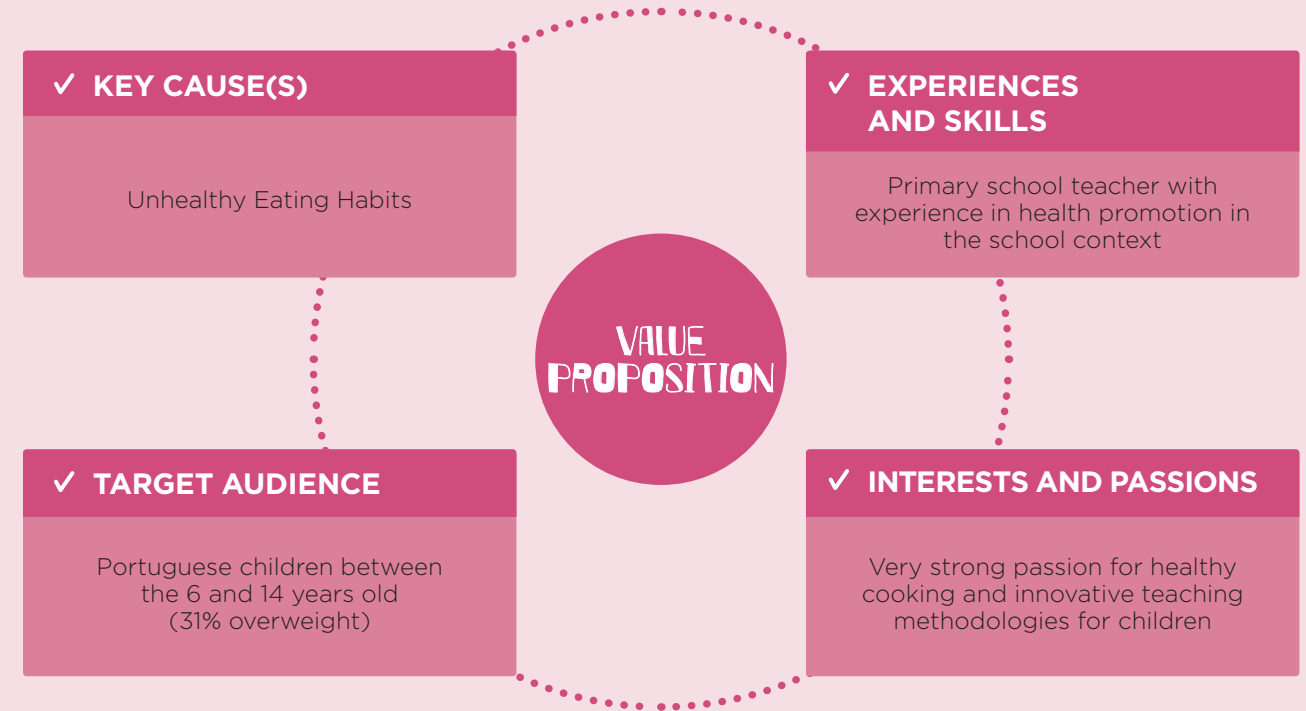 ✓ KEY CAUSE(S)
Unhealthy Eating Habits
✓ EXPERIENCES
AND SKILLS
Primary school teacher with
experience in health promotion in
the school context
VALUE
PROPOSITION
✓ TARGET AUDIENCE
Portuguese children between
the 6 and 14 years old
(31% overweight)
✓ INTERESTS AND PASSIONS
Very strong passion for healthy
cooking and innovative teaching
methodologies for children